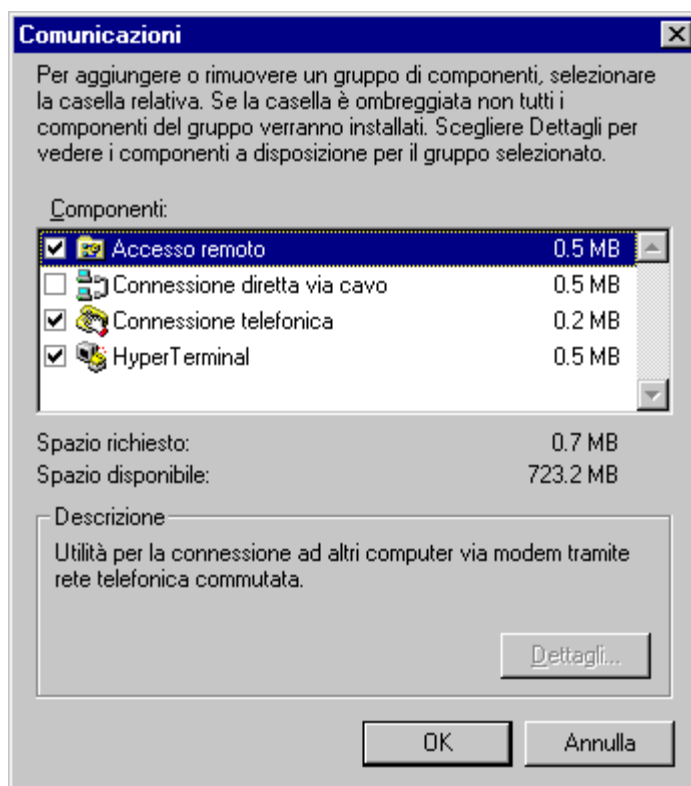 Comunicazioni
Per aggiungere o rimuovere un gruppo di componenti, selezionare
la casella relativa. Se la casella è ombreggiata non tutti i
componenti del gruppo verranno installati. Scegliere Dettagli per
vedere i componenti a disposizione per il gruppo selezionato.
Componenti:
Accesso remoto 0.5 MB
Connessione diretta via cavo 0.5 MB
Connessione telefonica 0.2 MB
HyperTerminal 0.5 MB
Spazio richiesto: 0.7 MB
Spazio disponibile: 723.2 MB
Descrizione
Utilità per la connessione ad altri computer via modem tramite
rete telefonica commutata.
Dettagli...
OK Annulla